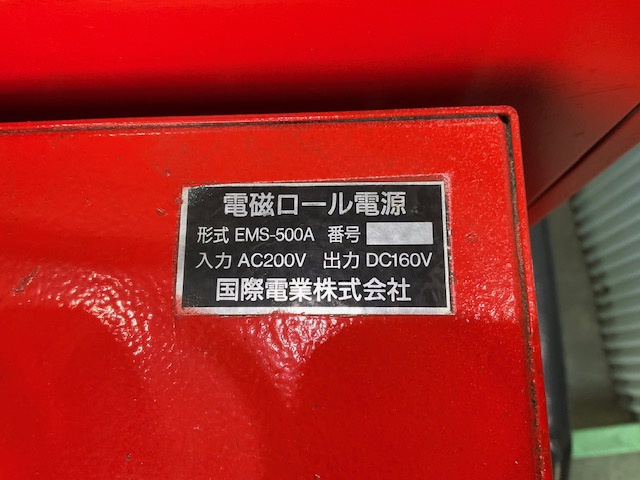 電磁ロール電源
形式 EMS-500A 番号
入力 AC200V 出力 DC160V
国際電業株式会社